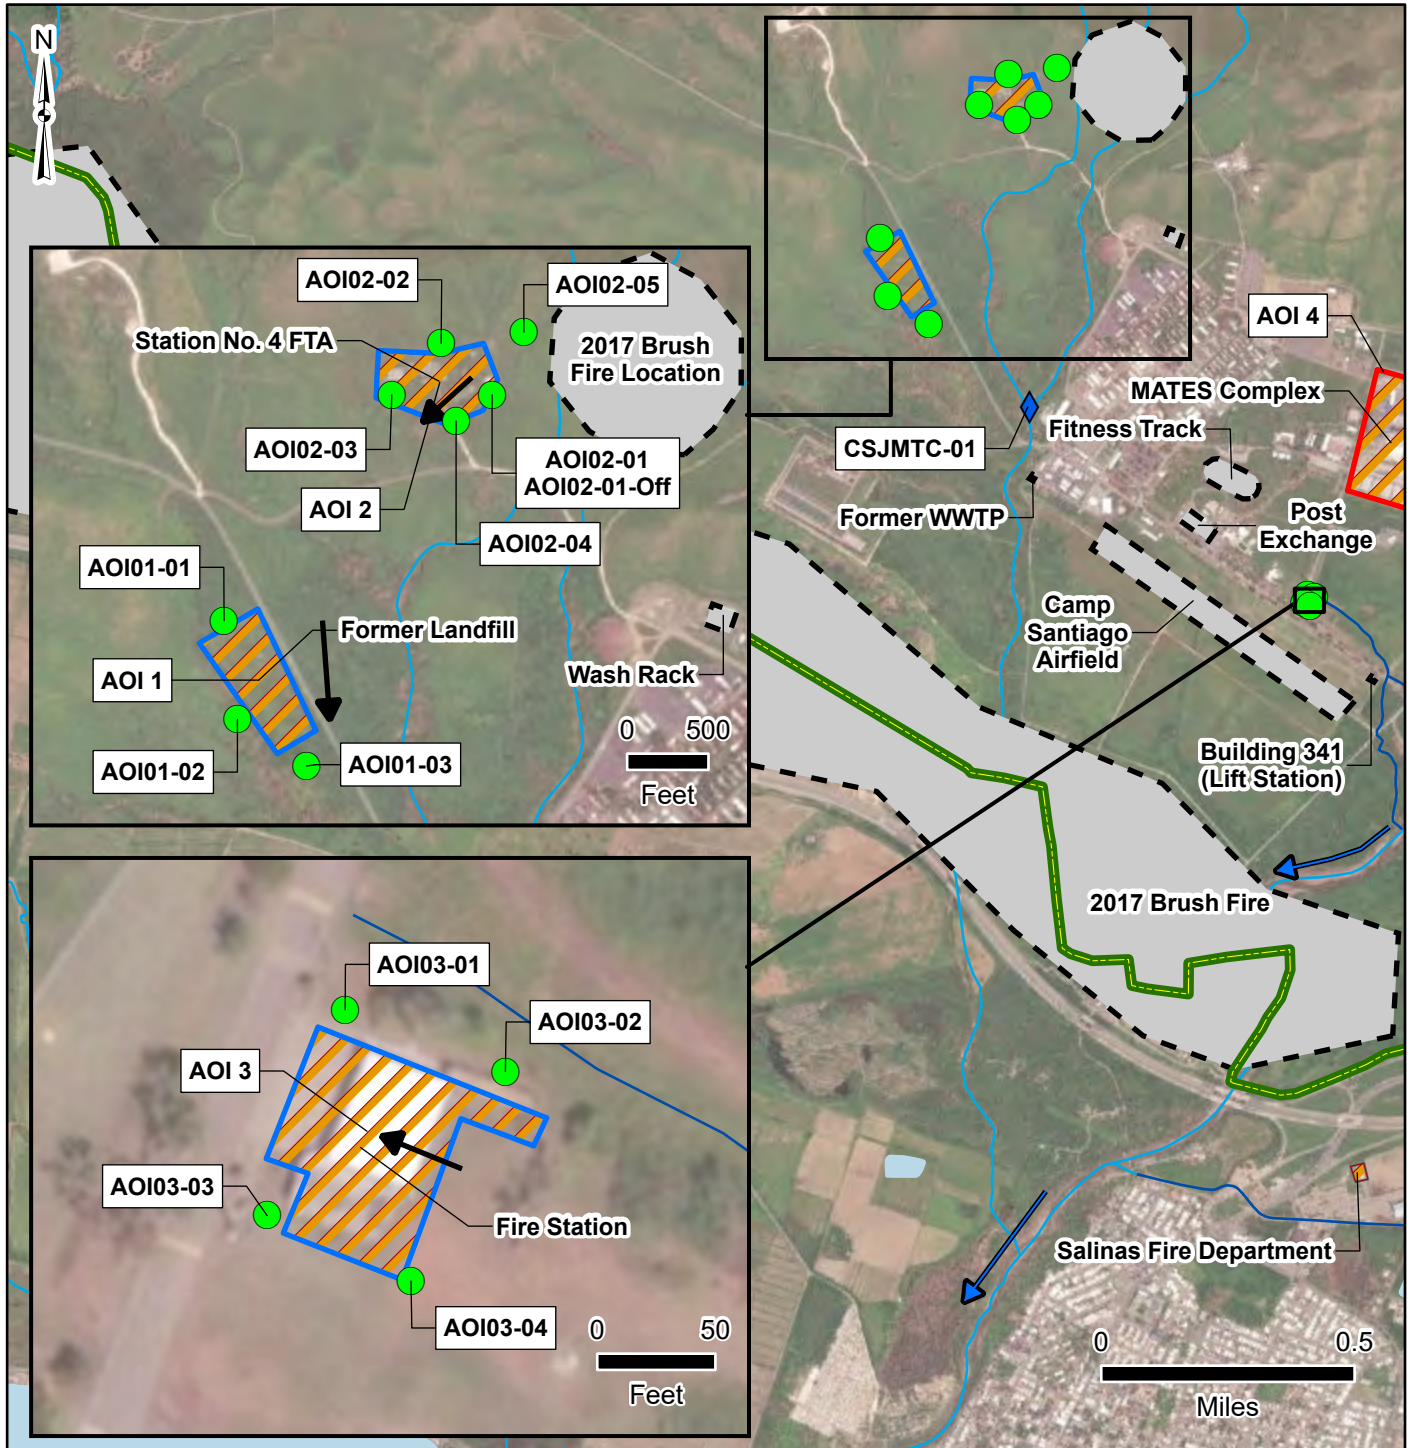 N
AOI02-02
AOI02-05
Station No. 4 FTA
2017 Brush
Fire Location
AOI02-03
AOI02-01
AOI02-01-Off
AOI 2
AOI02-04
AOI01-01
Former Landfill
AOI 1
Wash Rack
AOI01-02
AOI01-03
0 500
Feet
AOI 4
MATES Complex
Fitness Track
CSJMTC-01
Former WWTP
Post
Exchange
Camp
Santiago
Airfield
Building 341
(Lift Station)
2017 Brush Fire
AOI03-01
AOI03-02
AOI 3
AOI03-03
Fire Station
AOI03-04
0 50
Feet
Salinas Fire Department
0 0.5
Miles